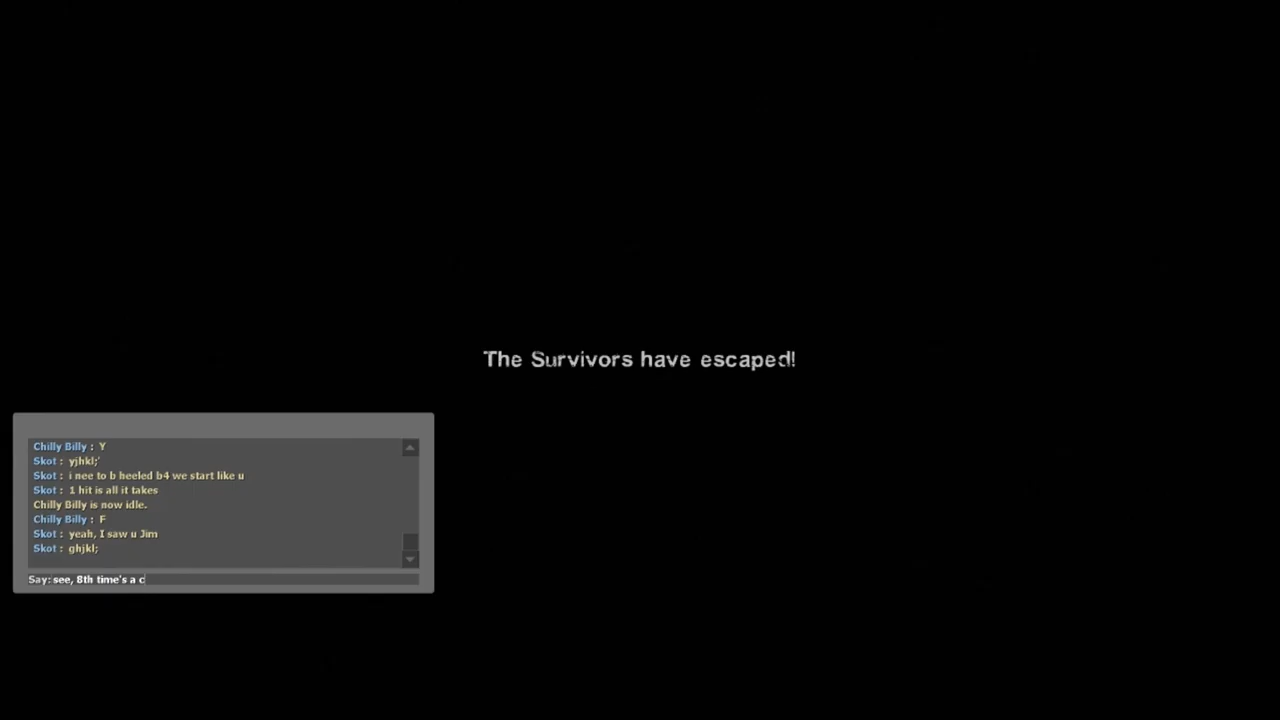 The Survivors have escaped!
Chilly Billy : Y
Skot : yjhkl;'
Skot : i nee to b heeled b4 we start like u
Skot : 1 hit is all it takes
Chilly Billy is now idle.
Chilly Billy : F
Skot : yeah, I saw u Jim
Skot : ghjkl;
Say: see, 8th time's a c